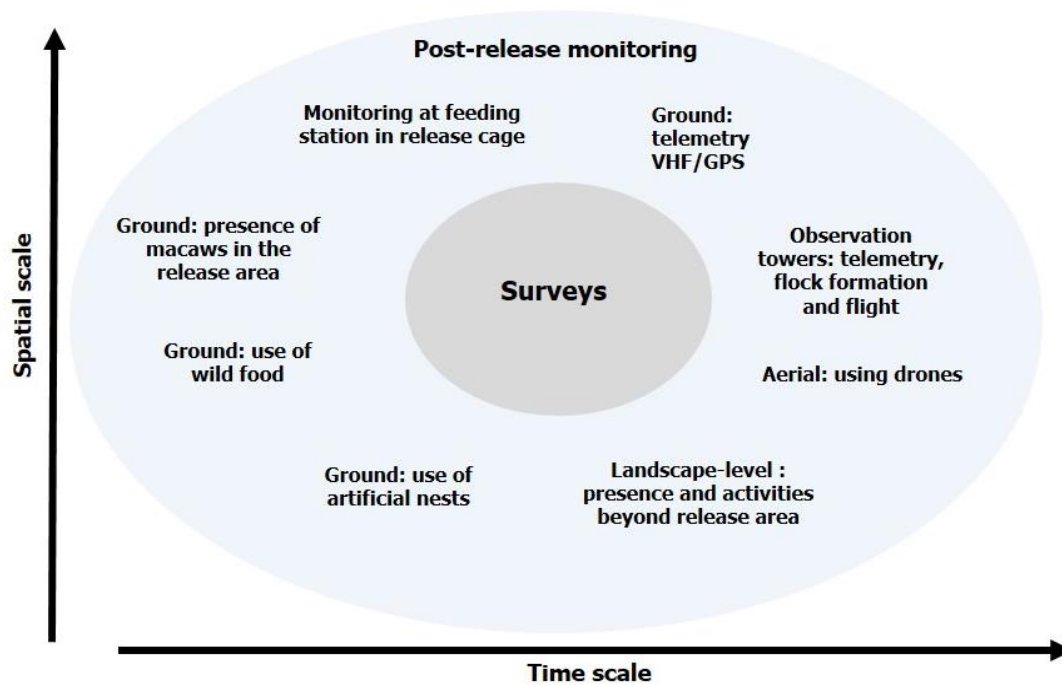 Post-release monitoring
Monitoring at feeding
station in release cage
Ground:
telemetry
VHF/GPS
Ground: presence of
macaws in the
release area
Observation
towers: telemetry,
flock formation
and flight
Surveys
Ground: use of
wild food
Aerial: using drones
Ground: use of
artificial nests
Landscape-level :
presence and activities
beyond release area
Spatial scale
Time scale